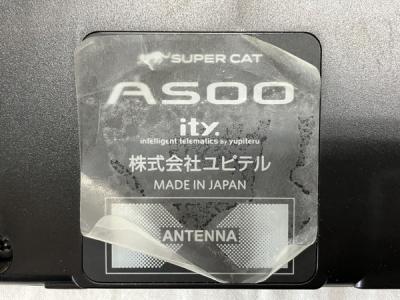 SUPER CAT
A500
ity.
intelligent telematics by yupiteru
株式会社ユピテル
MADE IN JAPAN
ANTENNA